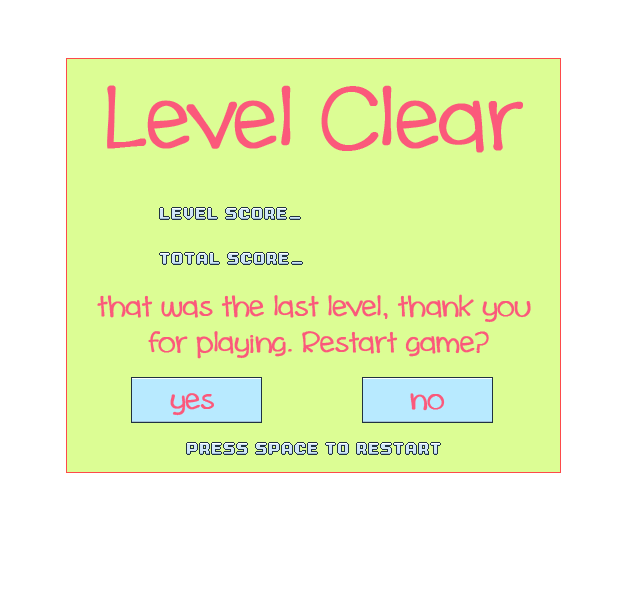 Level Clear
LEVEL SCORE_
TOTAL SCORE_
that was the last level, thank you
for playing. Restart game?
yes
no
PRESS SPACE TO RESTART